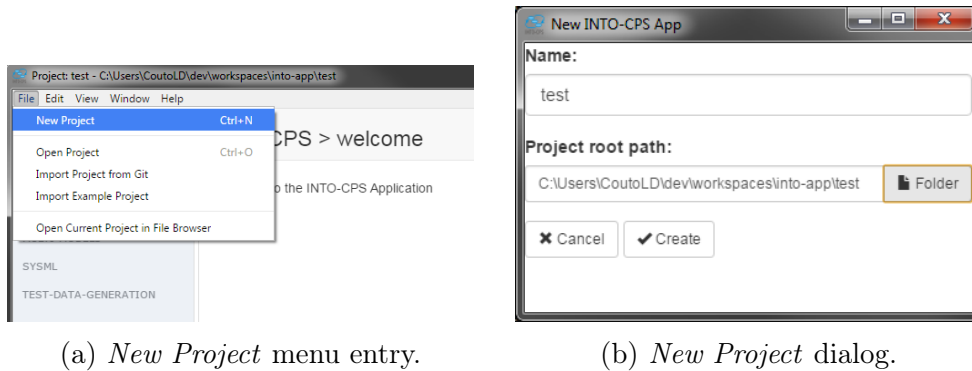 Project: test - C:\Users\CoutoLD\dev\workspaces\into-app\test
File Edit View Window Help
New Project Ctrl+N
CPS > welcome
Open Project Ctrl+O
Import Project from Git
o the INTO-CPS Application
Import Example Project
Open Current Project in File Browser
SYSML
TEST-DATA-GENERATION
(a) New Project menu entry.
New INTO-CPS App
Name:
test
Project root path:
C:\Users\CoutoLD\dev\workspaces\into-app\test Folder
Cancel Create
(b) New Project dialog.